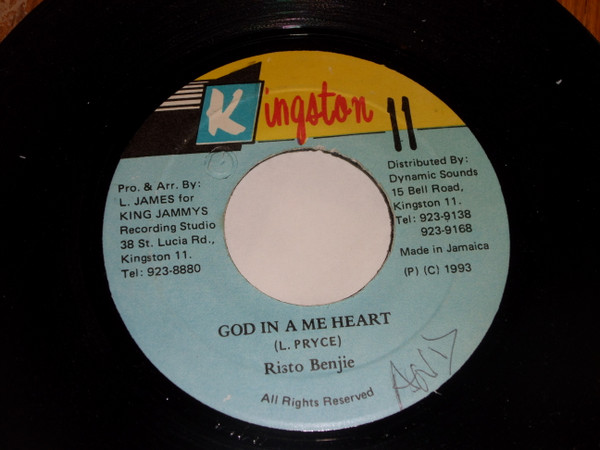 Kingston 11
Pro. & Arr. By:
L. JAMES for
KING JAMMYS
Recording Studio
38 St. Lucia Rd.,
Kingston 11.
Tel: 923-8880
Distributed By:
Dynamic Sounds
15 Bell Road,
Kingston 11.
Tel: 923-9138
923-9168
Made in Jamaica
(P) (C) 1993
GOD IN A ME HEART
(L. PRYCE)
Risto Benjie
All Rights Reserved